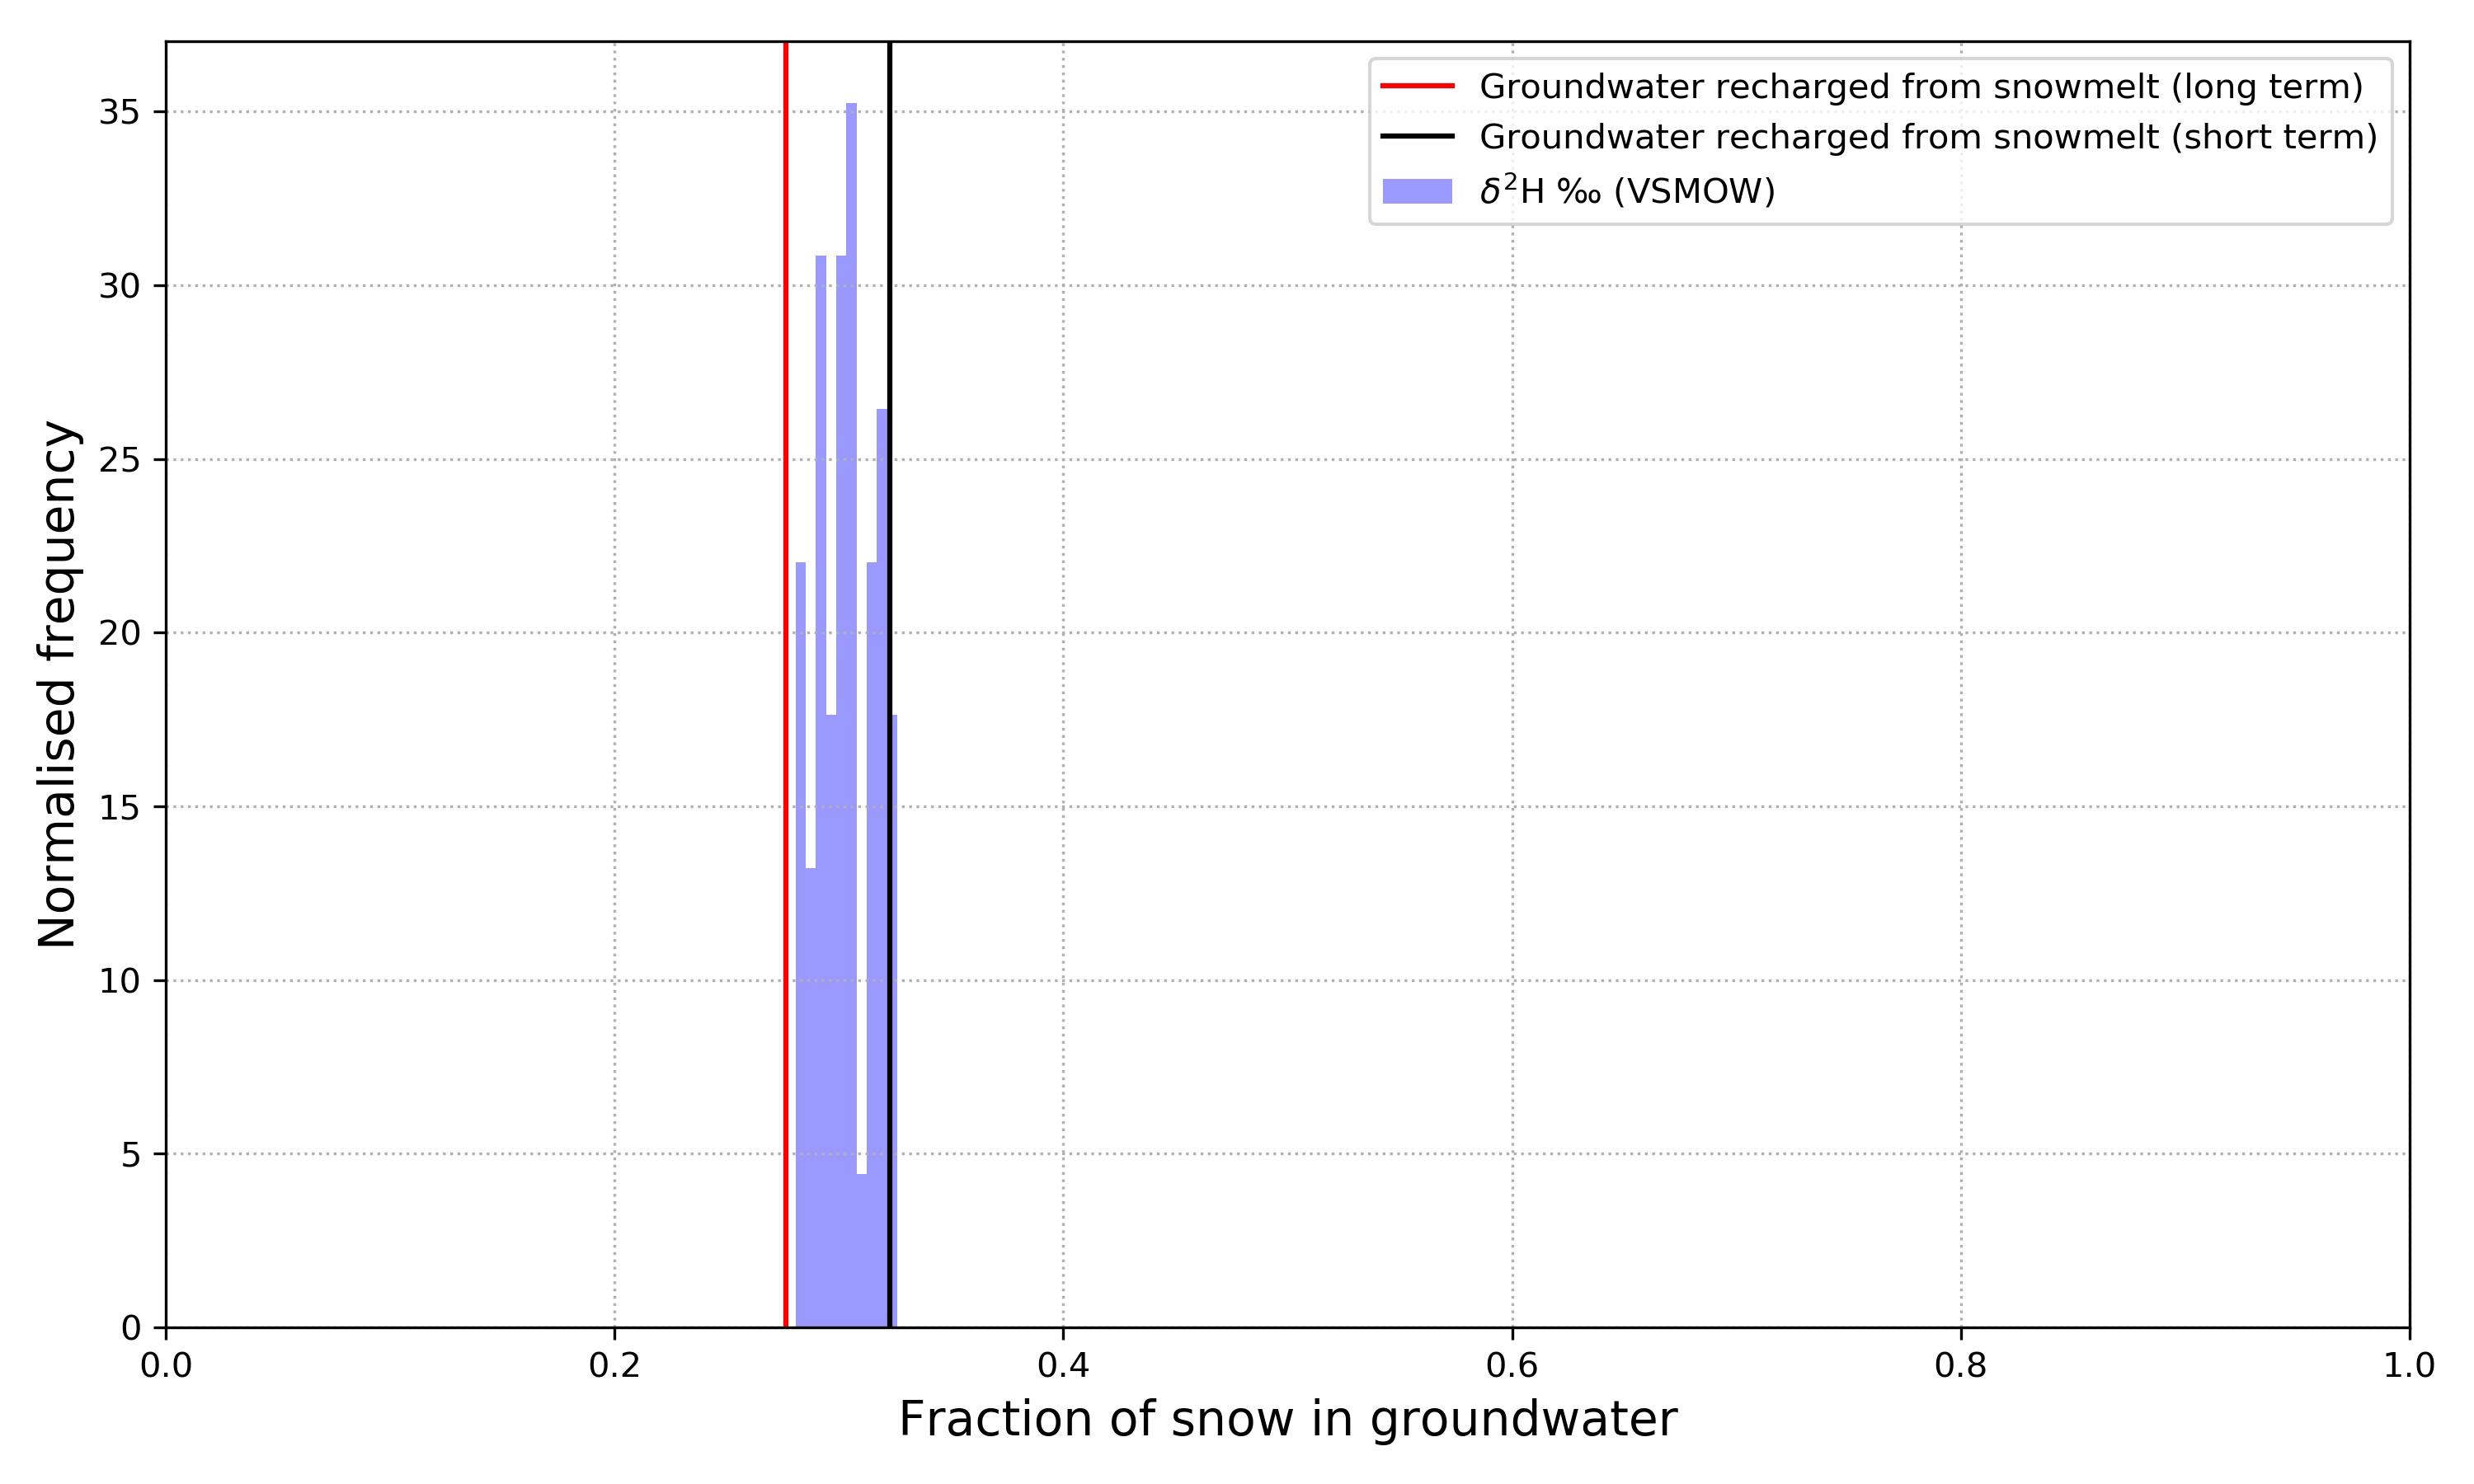 Groundwater recharged from snowmelt (long term)
Groundwater recharged from snowmelt (short term)
δ²H ‰ (VSMOW)
Normalised frequency
35
30
25
20
15
10
5
0
0.0 0.2 0.4 0.6 0.8 1.0
Fraction of snow in groundwater